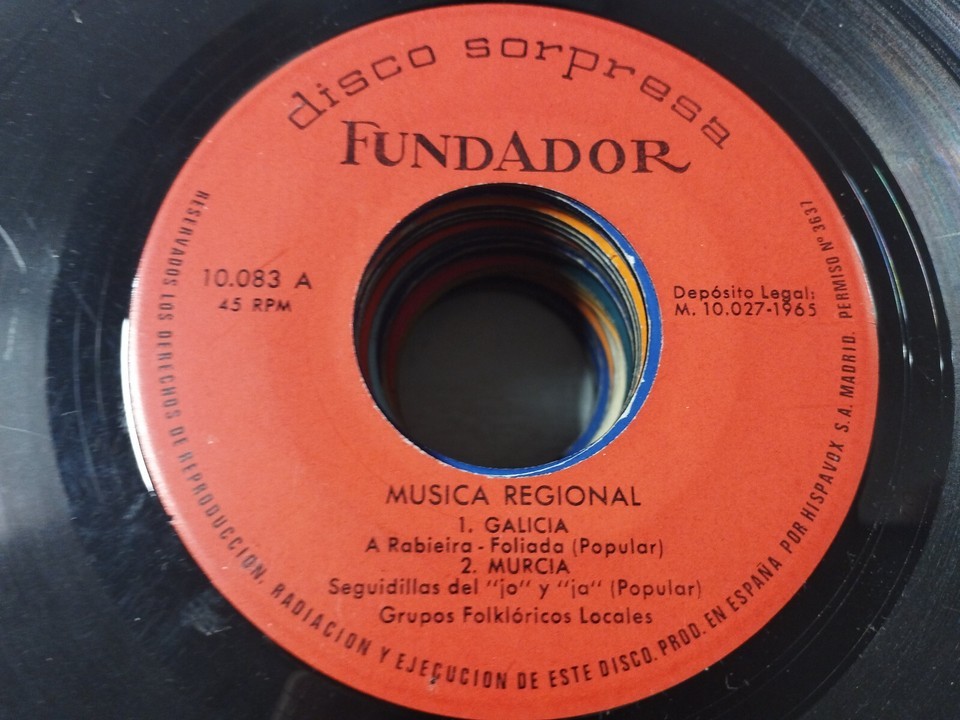 disco sorpresa
FUNDADOR
10.083 A
45 RPM
Depósito Legal:
M. 10.027-1965
MUSICA REGIONAL
1. GALICIA
A Rabieira - Foliada (Popular)
2. MURCIA
Seguidillas del "jo" y "ja" (Popular)
Grupos Folklóricos Locales
RESERVADOS LOS DERECHOS DE REPRODUCCION, RADIACION Y EJECUCION DE ESTE DISCO. PROD. EN ESPAÑA POR HISPAVOX S.A. MADRID. PERMISO Nº 3637